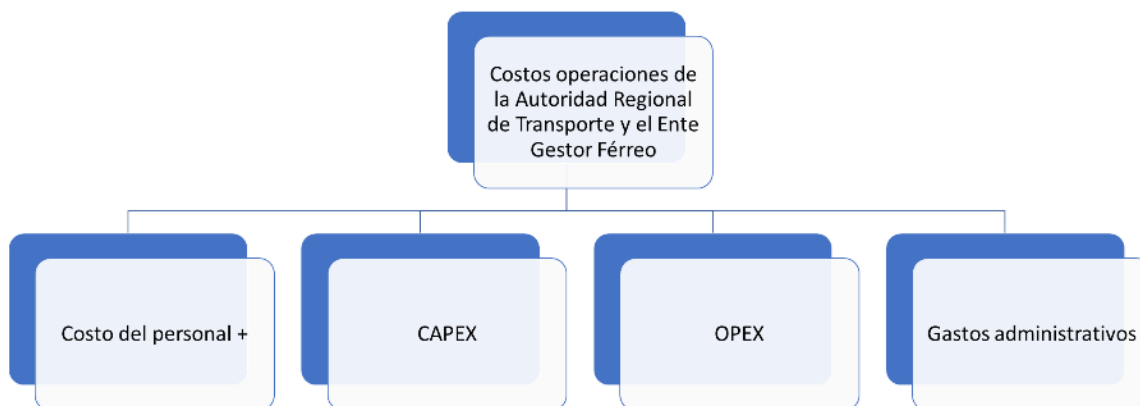 Costos operaciones de
la Autoridad Regional
de Transporte y el Ente
Gestor Férreo
Costo del personal +
CAPEX
OPEX
Gastos administrativos